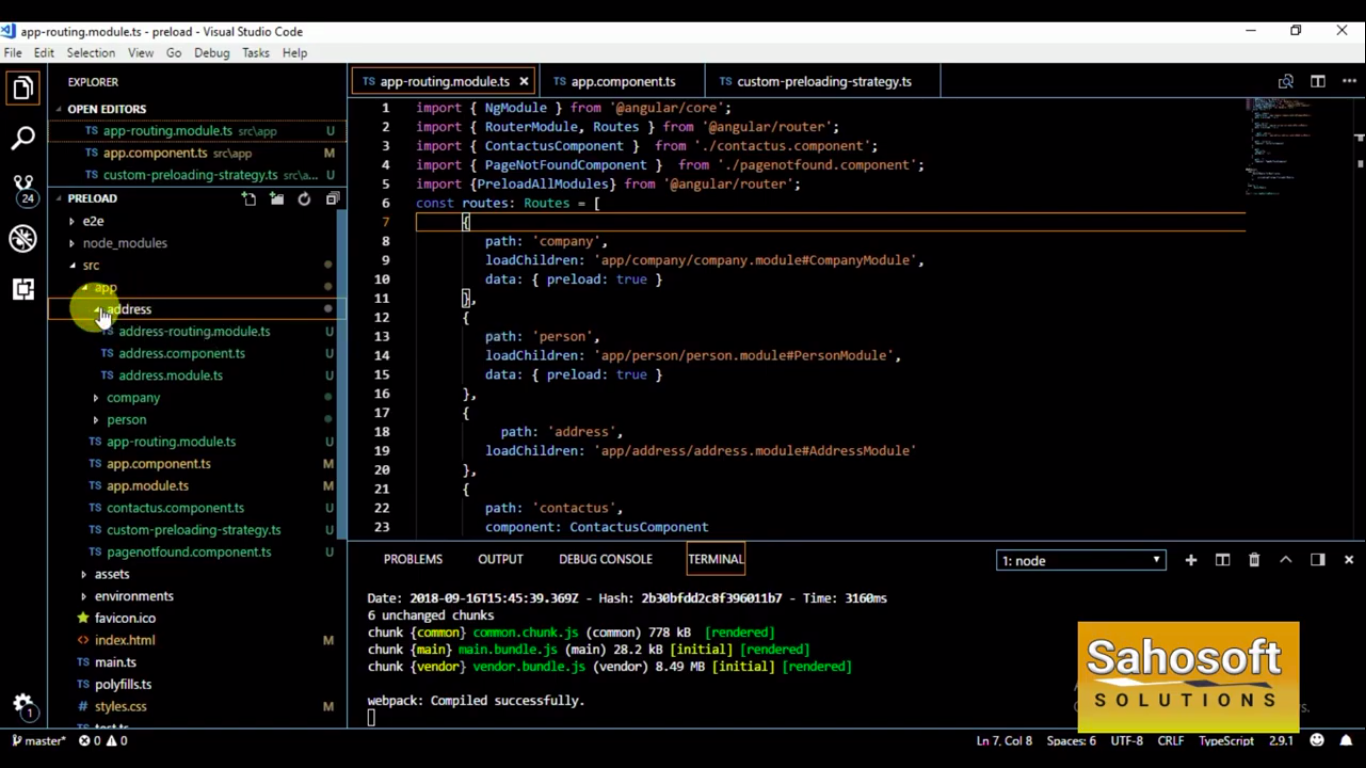 app-routing.module.ts - preload - Visual Studio Code
File Edit Selection View Go Debug Tasks Help
EXPLORER
OPEN EDITORS
TS app-routing.module.ts src\app U
TS app.component.ts src\app M
TS custom-preloading-strategy.ts src\a... U
24
PRELOAD
e2e
node_modules
src
app
address
TS address-routing.module.ts U
TS address.component.ts U
TS address.module.ts U
company
person
TS app-routing.module.ts U
TS app.component.ts M
TS app.module.ts M
TS contactus.component.ts U
TS custom-preloading-strategy.ts U
TS pagenotfound.component.ts U
assets
environments
favicon.ico
<> index.html M
TS main.ts
TS polyfills.ts
# styles.css M
1
TS app-routing.module.ts × TS app.component.ts TS custom-preloading-strategy.ts
1 import { NgModule } from '@angular/core';
2 import { RouterModule, Routes } from '@angular/router';
3 import { ContactusComponent } from './contactus.component';
4 import { PageNotFoundComponent } from './pagenotfound.component';
5 import {PreloadAllModules} from '@angular/router';
6 const routes: Routes = [
7 {
8 path: 'company',
9 loadChildren: 'app/company/company.module#CompanyModule',
10 data: { preload: true }
11 },
12 {
13 path: 'person',
14 loadChildren: 'app/person/person.module#PersonModule',
15 data: { preload: true }
16 },
17 {
18 path: 'address',
19 loadChildren: 'app/address/address.module#AddressModule'
20 },
21 {
22 path: 'contactus',
23 component: ContactusComponent
PROBLEMS OUTPUT DEBUG CONSOLE TERMINAL 1: node
Date: 2018-09-16T15:45:39.369Z - Hash: 2b30bfdd2c8f396011b7 - Time: 3160ms
6 unchanged chunks
chunk {common} common.chunk.js (common) 778 kB [rendered]
chunk {main} main.bundle.js (main) 28.2 kB [initial] [rendered]
chunk {vendor} vendor.bundle.js (vendor) 8.49 MB [initial] [rendered]
webpack: Compiled successfully.
Sahosoft
SOLUTIONS
master* 0 0 Ln 7, Col 8 Spaces: 6 UTF-8 CRLF TypeScript 2.9.1